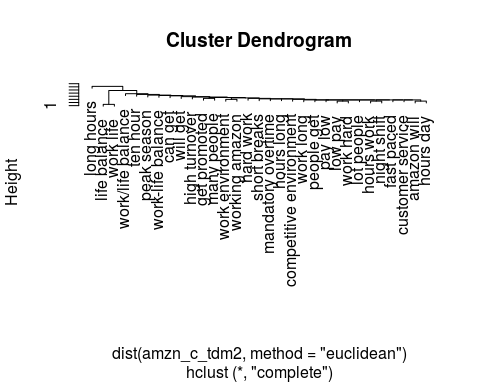 Cluster Dendrogram
Height
1
long hours
life balance
work life
work/life balance
ten hour
peak season
work-life balance
can get
will get
high turnover
get promoted
many people
work environment
working amazon
hard work
short breaks
mandatory overtime
hours long
competitive environment
work long
people get
pay low
low pay
work hard
lot people
hours work
night shift
fast paced
customer service
amazon will
hours day
dist(amzn_c_tdm2, method = "euclidean")
hclust (*, "complete")